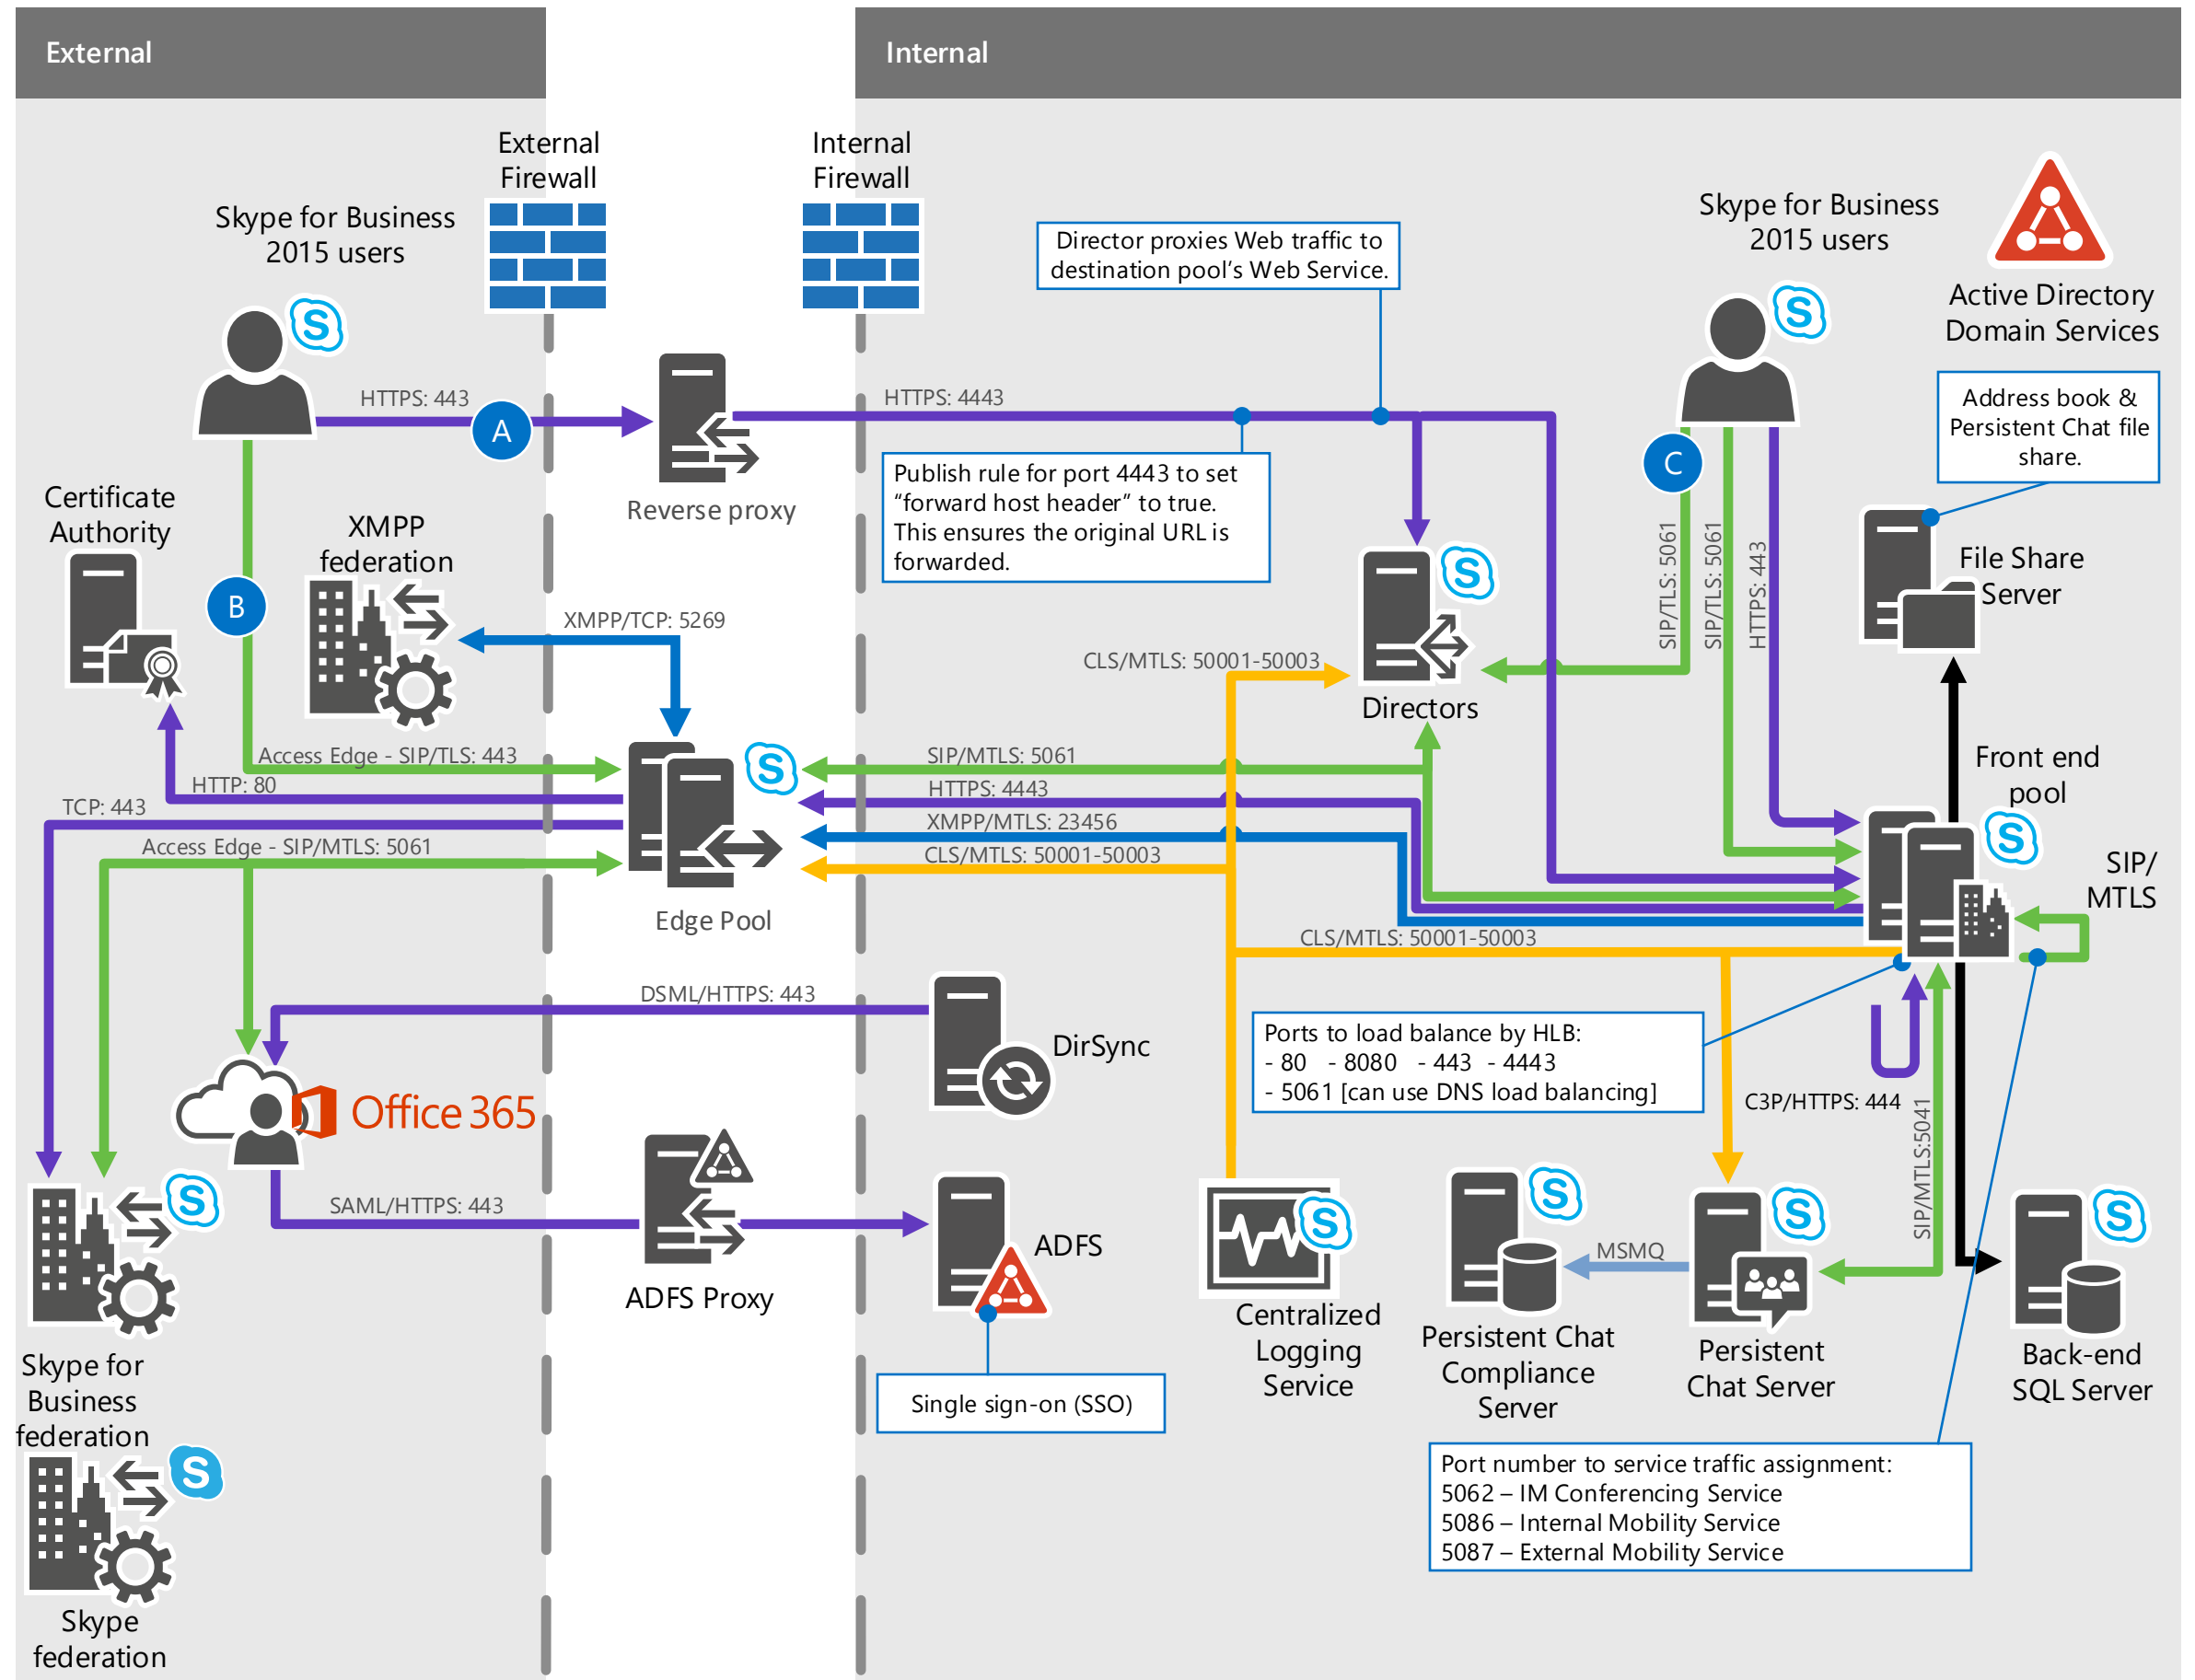 External
Internal
External
Firewall
Internal
Firewall
Skype for Business
2015 users
S
Director proxies Web traffic to
destination pool's Web Service.
Skype for Business
2015 users
S
Active Directory
Domain Services
Address book &
Persistent Chat file
share.
HTTPS: 443
A
Reverse proxy
HTTPS: 4443
Publish rule for port 4443 to set
“forward host header” to true.
This ensures the original URL is
forwarded.
C
SIP/TLS: 5061
SIP/TLS: 5061
HTTPS: 443
File Share
Server
Certificate
Authority
XMPP
federation
B
XMPP/TCP: 5269
S
Directors
CLS/MTLS: 50001-50003
Access Edge - SIP/TLS: 443
HTTP: 80
TCP: 443
Access Edge - SIP/MTLS: 5061
S
Edge Pool
SIP/MTLS: 5061
HTTPS: 4443
XMPP/MTLS: 23456
CLS/MTLS: 50001-50003
Front end
pool
S
SIP/
MTLS
CLS/MTLS: 50001-50003
DSML/HTTPS: 443
DirSync
Ports to load balance by HLB:
- 80 - 8080 - 443 - 4443
- 5061 [can use DNS load balancing]
C3P/HTTPS: 444
SIP/MTLS:5041
Office 365
SAML/HTTPS: 443
ADFS Proxy
ADFS
Single sign-on (SSO)
S
Centralized
Logging
Service
S
Persistent Chat
Compliance
Server
MSMQ
S
Persistent
Chat Server
S
Back-end
SQL Server
S
Skype for
Business
federation
S
Skype
federation
Port number to service traffic assignment:
5062 – IM Conferencing Service
5086 – Internal Mobility Service
5087 – External Mobility Service